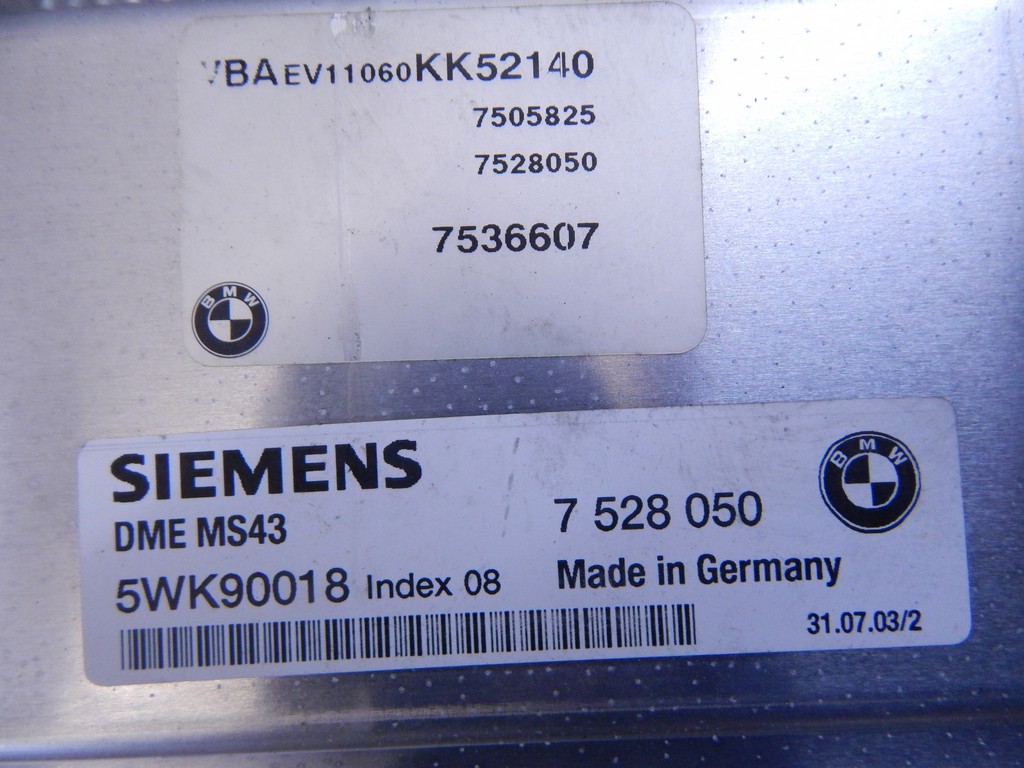 VBAEV11060KK52140
7505825
7528050
7536607
BMW
SIEMENS
DME MS43
7 528 050
BMW
5WK90018 Index 08
Made in Germany
31.07.03/2